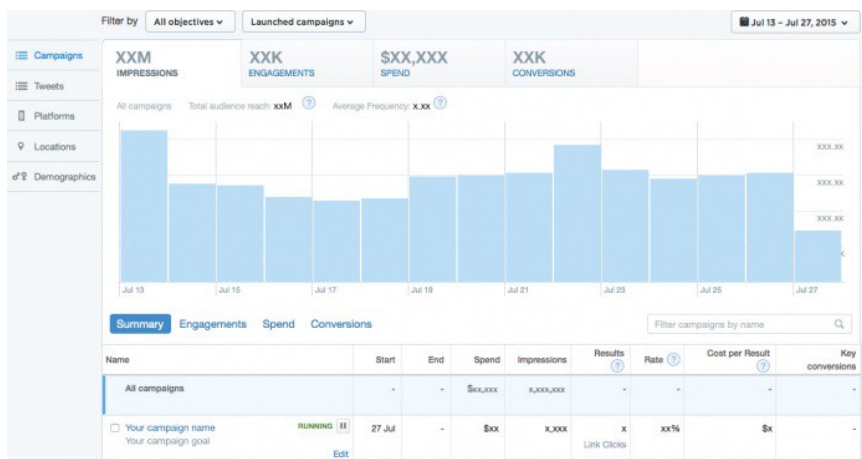 Filter by All objectives Launched campaigns Jul 13 – Jul 27, 2015
Campaigns
Tweets
Platforms
Locations
Demographics
XXM XXK $XX,XXX XXK
IMPRESSIONS ENGAGEMENTS SPEND CONVERSIONS
All campaigns Total audience reach: xxM ? Average Frequency: x.xx ?
XXX.XK
XXX.XK
XXX.XK
K
Jul 13 Jul 15 Jul 17 Jul 19 Jul 21 Jul 23 Jul 25 Jul 27
Summary Engagements Spend Conversions Filter campaigns by name
Name Start End Spend Impressions Results ? Rate ? Cost per Result ? Key conversions
All campaigns - - $xx,xxx x,xxx,xxx - - - -
Your campaign name RUNNING 27 Jul - $xx x,xxx x xx% $x -
Your campaign goal Link Clicks
Edit